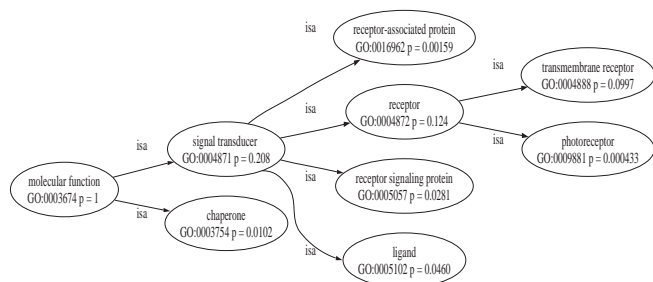 isa
receptor-associated protein
GO:0016962 p = 0.00159
isa
transmembrane receptor
GO:0004888 p = 0.0997
isa
receptor
GO:0004872 p = 0.124
isa
signal transducer
GO:0004871 p = 0.208
isa
photoreceptor
GO:0009881 p = 0.000433
molecular function
GO:0003674 p = 1
isa
receptor signaling protein
GO:0005057 p = 0.0281
isa
chaperone
GO:0003754 p = 0.0102
isa
ligand
GO:0005102 p = 0.0460